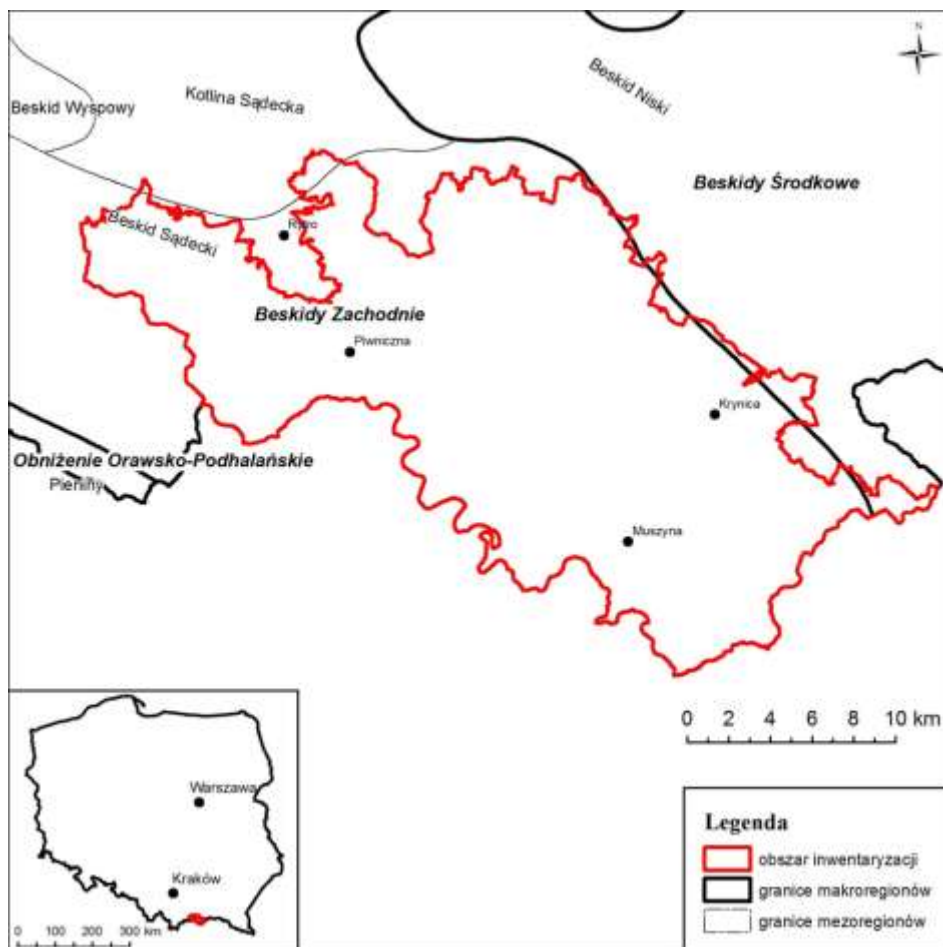 N
Beskid Niski
Kotlina Sądecka
Beskid Wyspowy
Beskidy Środkowe
Beskid Sądecki
Rytro
Beskidy Zachodnie
Piwniczna
Krynica
Obniżenie Orawsko-Podhalańskie
Pieniny
Muszyna
0 2 4 6 8 10 km
Warszawa
Kraków
0 100 200 300 km
Legenda
obszar inwentaryzacji
granice makroregionów
granice mezoregionów